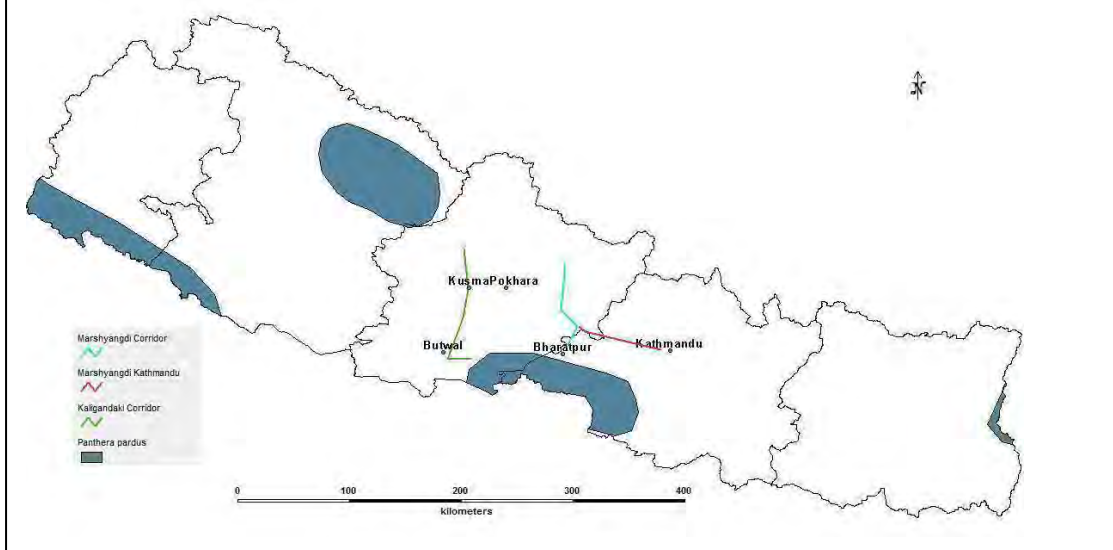 N
KusmaPokhara
Butwal
Bharatpur
Kathmandu
Marshyangdi Corridor
Marshyangdi Kathmandu
Kaligandaki Corridor
Panthera pardus
0 100 200 300 400
kilometers